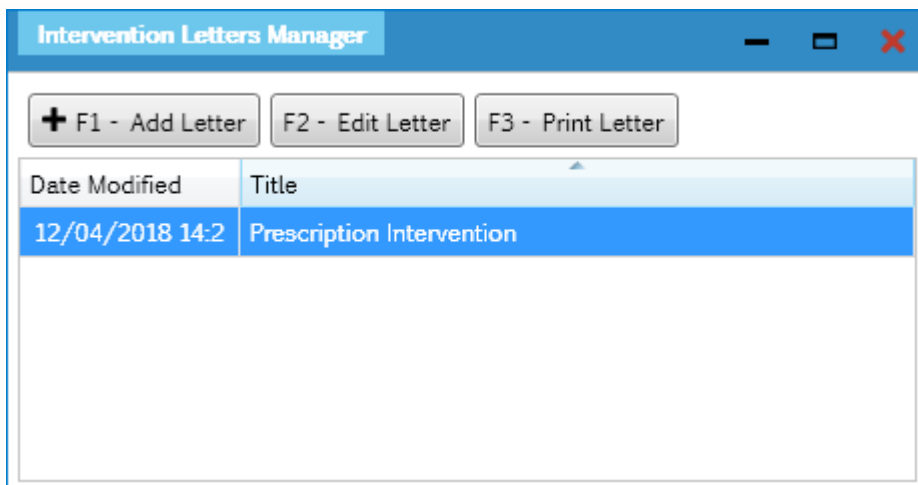 Intervention Letters Manager
F1 - Add Letter F2 - Edit Letter F3 - Print Letter
Date Modified Title
12/04/2018 14:2 Prescription Intervention